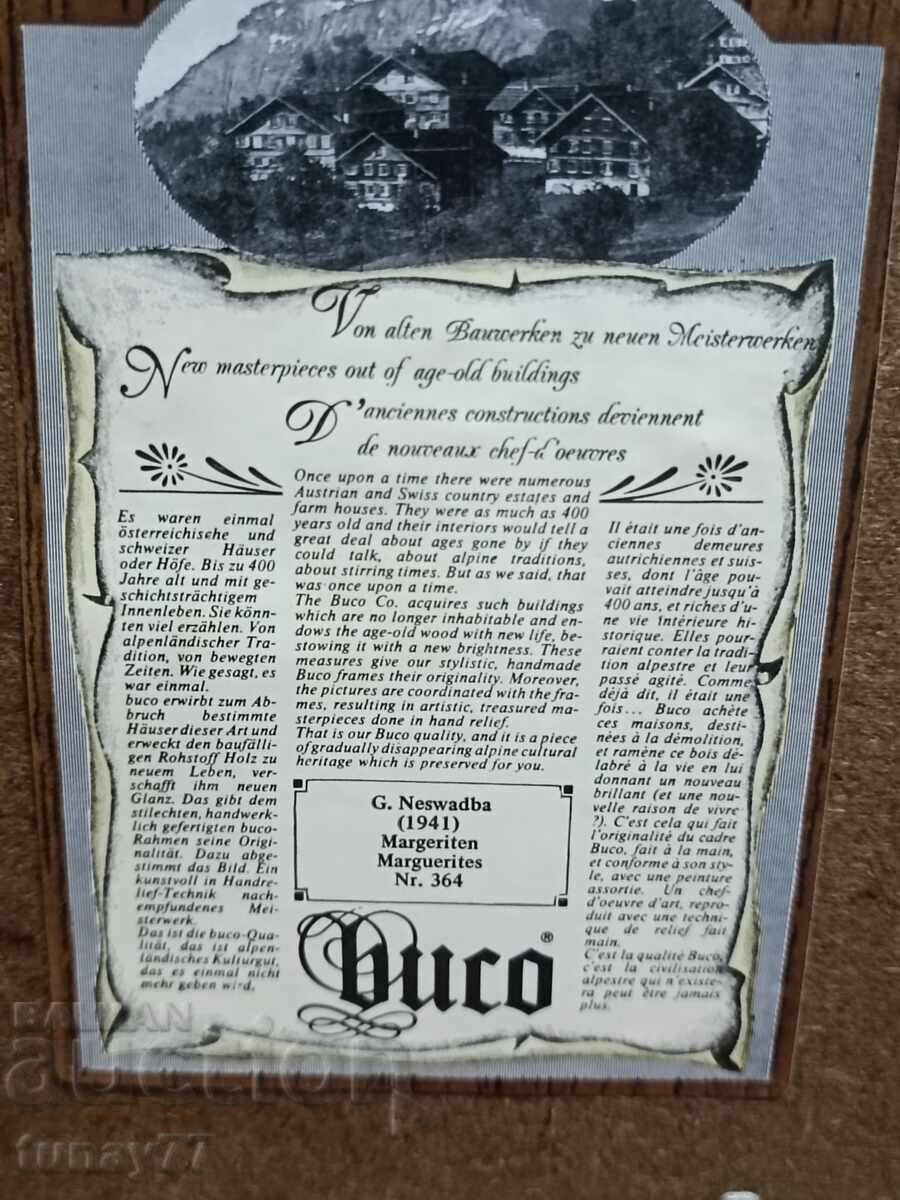 Von alten Bauwerken zu neuen Meisterwerken
New masterpieces out of age-old buildings
D'anciennes constructions deviennent
de nouveaux chef-d'oeuvres
Es waren einmal
österreichische und
schweizer Häuser
oder Höfe. Bis zu 400
Jahre alt und mit ge-
schichtsträchtigem
Innenleben. Sie könn-
ten viel erzählen. Von
alpenländischer Tra-
dition, von bewegten
Zeiten. Wie gesagt, es
war einmal.
buco erwirbt zum Ab-
bruch bestimmte
Häuser dieser Art und
erweckt den baufälli-
gen Rohstoff Holz zu
neuem Leben, ver-
schafft ihm neuen
Glanz. Das gibt dem
stilechten, handwerk-
lich gefertigten buco-
Rahmen seine Origi-
nalität. Dazu abge-
stimmt das Bild. Ein
kunstvoll in Handre-
lief-Technik nach-
empfundenes Mei-
sterwerk.
Das ist die buco-Qua-
lität, das ist alpen-
ländisches Kulturgut,
das es einmal nicht
mehr geben wird.
Once upon a time there were numerous
Austrian and Swiss country estates and
farm houses. They were as much as 400
years old and their interiors would tell a
great deal about ages gone by if they
could talk, about alpine traditions,
about stirring times. But as we said, that
was once upon a time.
The Buco Co. acquires such buildings
which are no longer inhabitable and en-
dows the age-old wood with new life, be-
stowing it with a new brightness. These
measures give our stylistic, handmade
Buco frames their originality. Moreover,
the pictures are coordinated with the fra-
mes, resulting in artistic, treasured ma-
sterpieces done in hand relief.
That is our Buco quality, and it is a piece
of gradually disappearing alpine cultural
heritage which is preserved for you.
G. Neswadba
(1941)
Margeriten
Marguerites
Nr. 364
buco ®
Il était une fois d'an-
ciennes demeures
autrichiennes et suis-
ses, dont l'âge pou-
vait atteindre jusqu'à
400 ans, et riches d'u-
ne vie intérieure hi-
storique. Elles pour-
raient conter la tradi-
tion alpestre et leur
passé agité. Comme
déjà dit, il était une
fois... Buco achète
ces maisons, desti-
nées à la démolition,
et ramène ce bois dé-
labré à la vie en lui
donnant un nouveau
brillant (et une nou-
velle raison de vivre
?). C'est cela qui fait
l'originalité du cadre
Buco, fait à la main,
et conforme à son sty-
le, avec une peinture
assortie. Un chef-
d'oeuvre d'art, repro-
duit avec une techni-
que de relief fait
main.
C'est la qualité Buco,
c'est la civilisation
alpestre qui n'existe-
ra peut être jamais
plus.
BALKAN
auction
tunay77